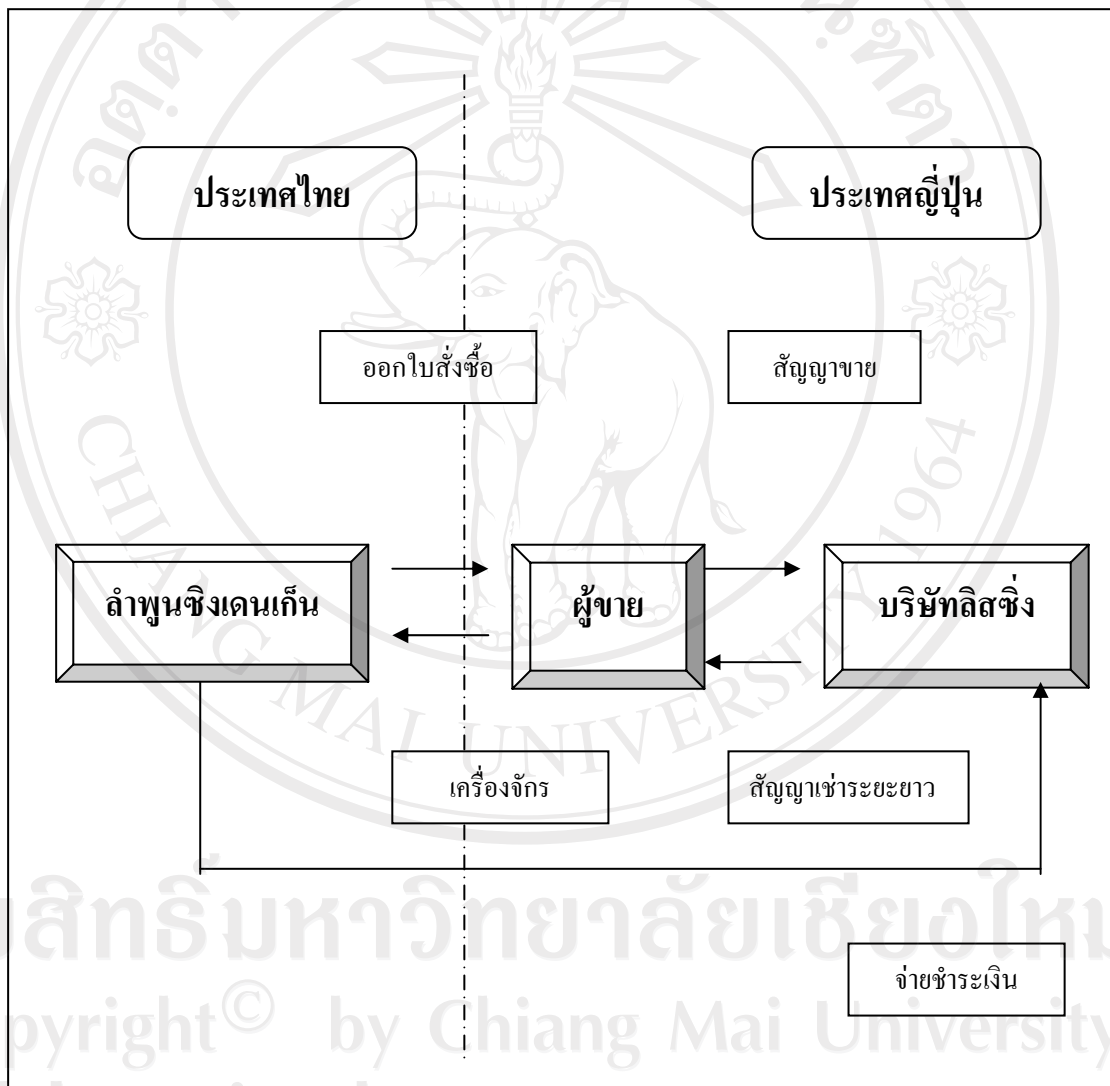 ประเทศไทย
ประเทศญี่ปุ่น
ออกใบสั่งซื้อ
สัญญาขาย
CHIANG MAI UNIVERSITY 1964
ลำพูนซิงเดนเก็น
ผู้ขาย
บริษัทลิสซิ่ง
เครื่องจักร
สัญญาเช่าระยะยาว
สิทธิ์มหาวิทยาลัยเชียงใหม
จ่ายชำระเงิน
pyright© by Chiang Mai University